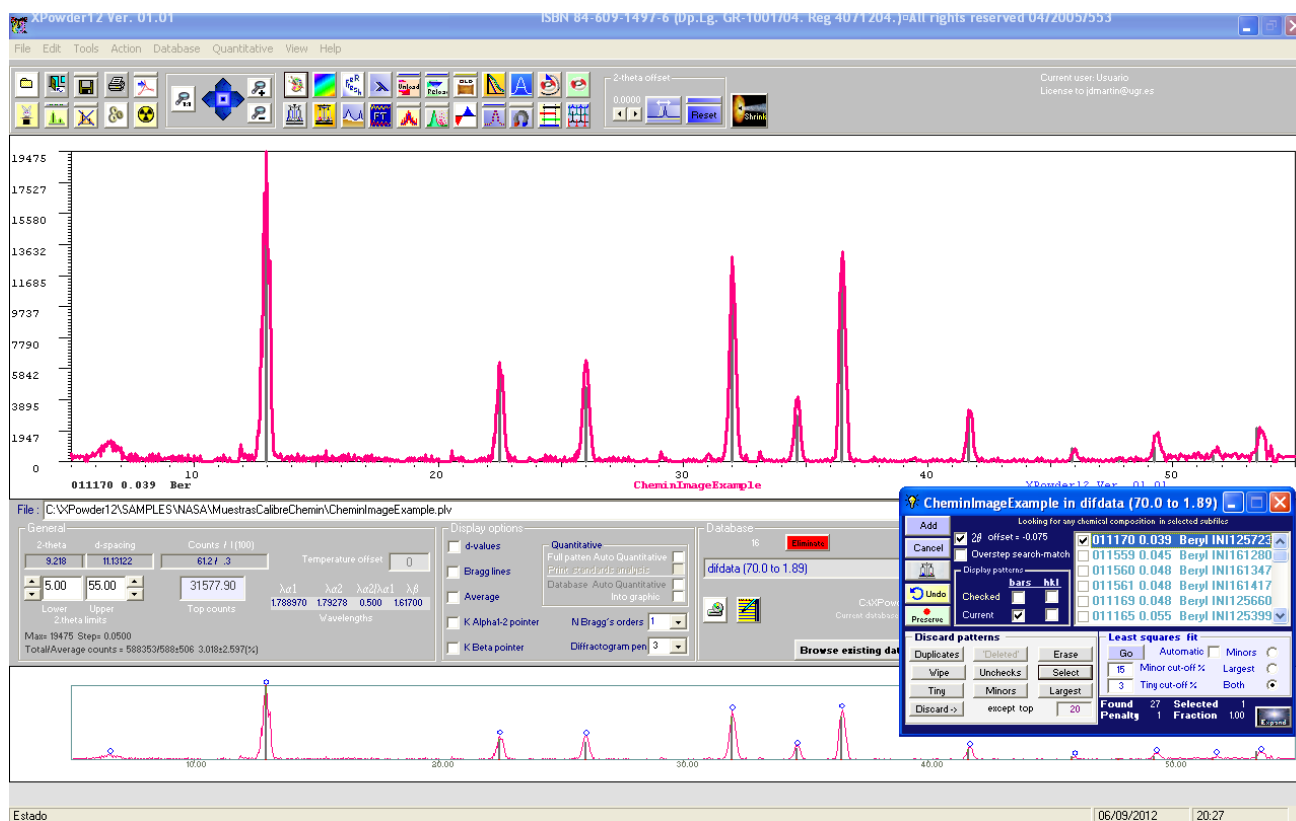 XPowder12 Ver. 01.01 ISBN 84-609-1497-6 (Dp.Lg. GR-1001/04. Reg 4071204.)¤All rights reserved 04/2005/553
File Edit Tools Action Database Quantitative View Help
2-theta offset
0.0000
Reset
Shrink
Current user: Usuario
License to jdmartin@ugr.es
19475
17527
15580
13632
11685
9737
7790
5842
3895
1947
0
10 20 30 40 50
011170 0.039 Ber CheminImageExample XPowder12 Ver. 01.01
File : C:\XPowder12\SAMPLES\NASA\MuestrasCalibreChemin\CheminImageExample.plv
General
2-theta d-spacing Counts / I(100)
9.218 11.13122 612 / .3 Temperature offset 0
5.00 55.00 31577.90 λα1 λα2 λα2/λα1 λβ
Lower Upper Top counts 1.788970 1.79278 0.500 1.61700
2.theta limits Wavelengths
Max= 19475 Step= 0.0500
Total/Average counts = 588353/588±506 3.018±2.597(%)
Display options
d-values
Bragg lines
Average
K Alpha1-2 pointer
K Beta pointer
Quantitative
Full patten Auto Quantitative
Print standards analysis
Database Auto Quantitative
Into graphic
N Bragg's orders 1
Diffractogram pen 3
Database
16 Eliminate
difdata (70.0 to 1.89)
C:\XPow
Current databas
Browse existing dat
CheminImageExample in difdata (70.0 to 1.89)
Looking for any chemical composition in selected subfiles
Add
Cancel
Undo
Preserve
2θ offset = -0.075
Overstep search-match
Display patterns
bars hkl
Checked
Current
011170 0.039 Beryl INI125723
011559 0.045 Beryl INI161280
011560 0.048 Beryl INI161347
011561 0.048 Beryl INI161417
011169 0.048 Beryl INI125660
011165 0.055 Beryl INI125399
Discard patterns
Duplicates 'Deleted' Erase
Wipe Unchecks Select
Tiny Minors Largest
Discard-> except top 20
Least squares fit
Go Automatic Minors
15 Minor cut-off % Largest
3 Tiny cut-off % Both
Found 27 Selected 1
Penalty 1 Fraction 1.00
Expand
10.00 20.00 30.00 40.00 50.00
Estado 06/09/2012 20:27